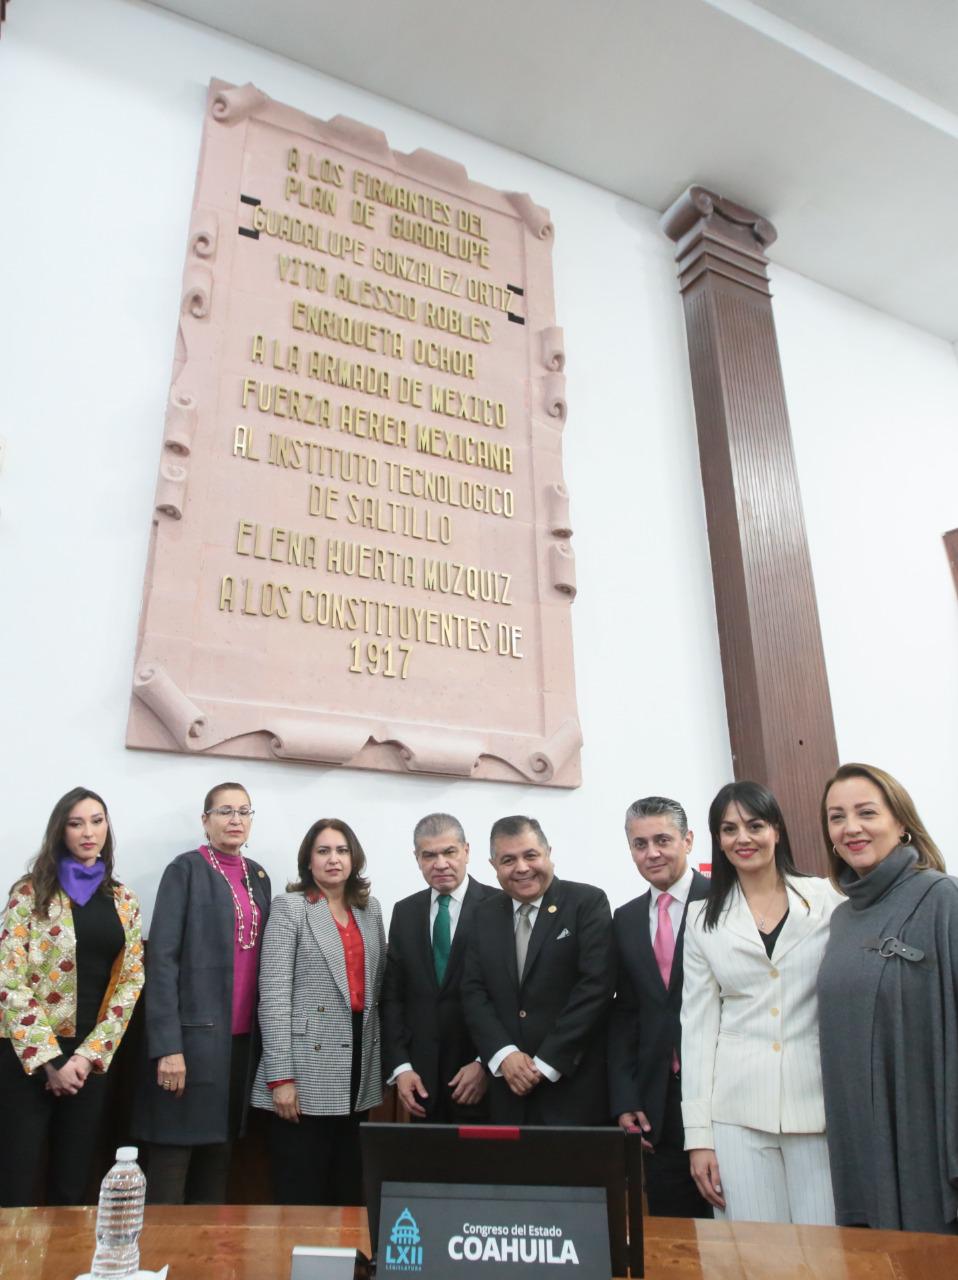 A LOS FIRMANTES DEL
PLAN DE GUADALUPE
GUADALUPE GONZALEZ ORTIZ
VITO ALESSIO ROBLES
ENRIQUETA OCHOA
A LA ARMADA DE MEXICO
FUERZA AEREA MEXICANA
AL INSTITUTO TECNOLOGICO
DE SALTILLO
ELENA HUERTA MUZQUIZ
A LOS CONSTITUYENTES DE
1917
LXII
LEGISLATURA
Congreso del Estado
COAHUILA